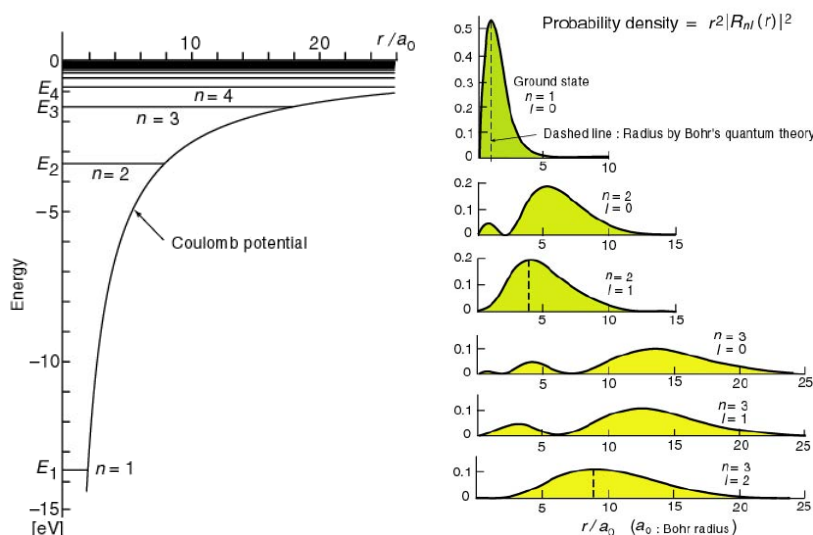 10
20
r/a₀
0
E₄
n = 4
E₃
n = 3
E₂
n = 2
−5
Coulomb potential
Energy
−10
E₁
n = 1
−15
[eV]
Probability density = r²|Rₙₗ(r)|²
0.5
0.4
0.3
0.2
0.1
0
Ground state
n = 1
l = 0
Dashed line : Radius by Bohr's quantum theory
5
10
0.2
0.1
0
n = 2
l = 0
5
10
15
0.2
0.1
0
n = 2
l = 1
5
10
15
0.1
0
n = 3
l = 0
5
10
15
20
25
0.1
0
n = 3
l = 1
5
10
15
20
25
0.1
0
n = 3
l = 2
5
10
15
20
25
r/a₀ (a₀ : Bohr radius)